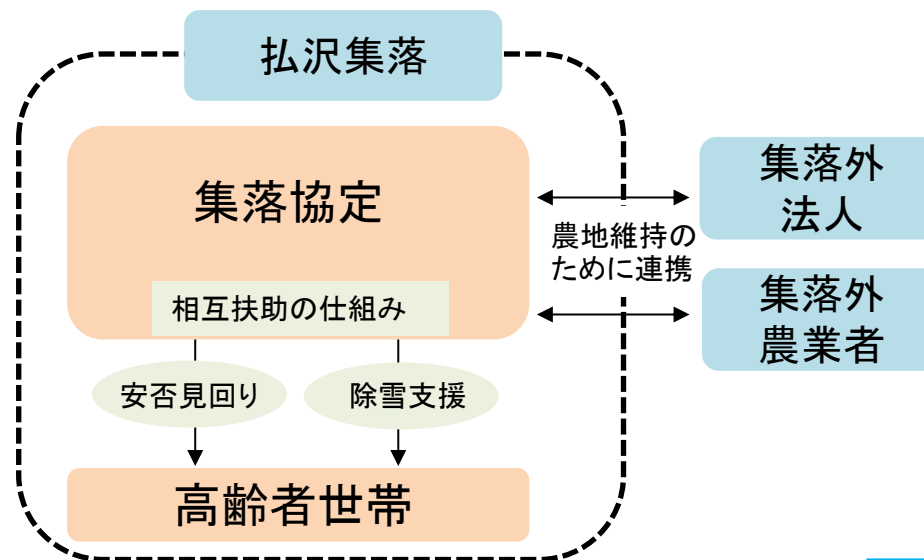 払沢集落
集落協定
集落外
法人
農地維持の
ために連携
集落外
農業者
相互扶助の仕組み
安否見回り
除雪支援
高齢者世帯